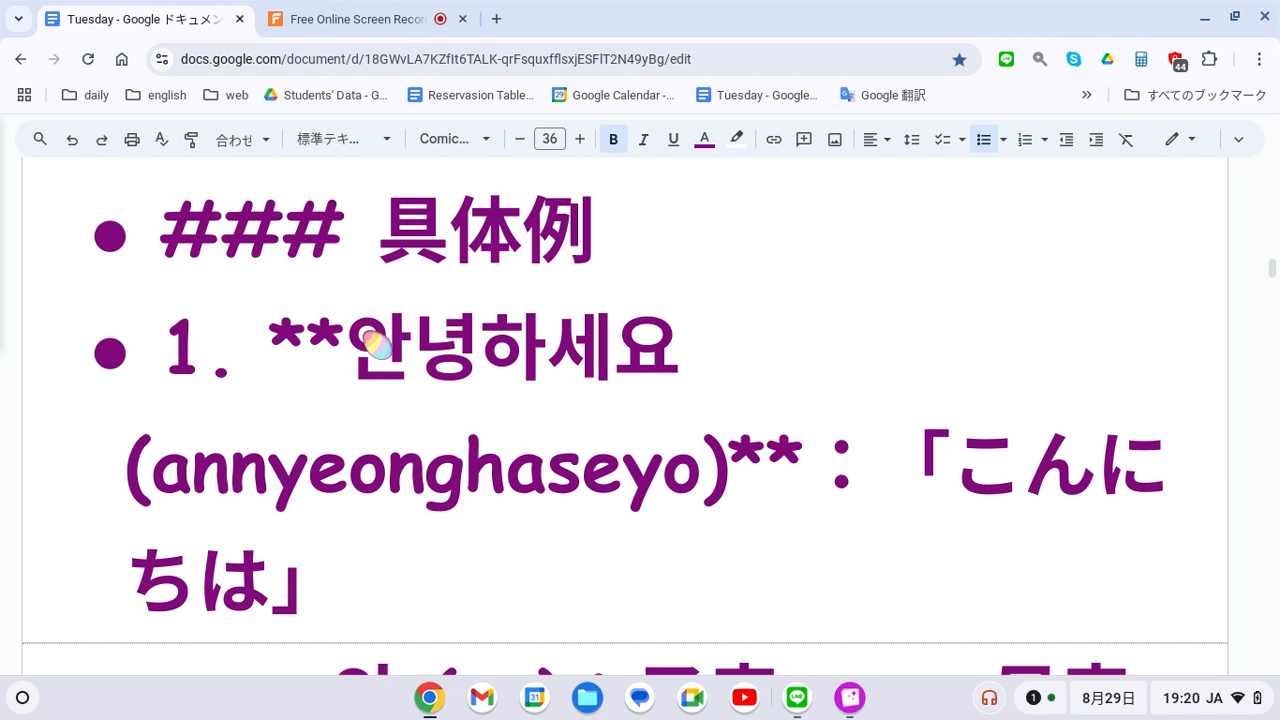 Tuesday - Google ドキュメン
Free Online Screen Recor
docs.google.com/document/d/
/edit
44
daily
english
web
Students' Data - G...
Reservasion Table...
Google Calendar -...
Tuesday - Google...
Google 翻訳
すべてのブックマーク
合わせ
標準テキ...
Comic...
36
B
I
U
A
● ### 具体例
● 1. **안녕하세요
(annyeonghaseyo)**：「こんに
ちは」
31
1
8月29日
19:20 JA